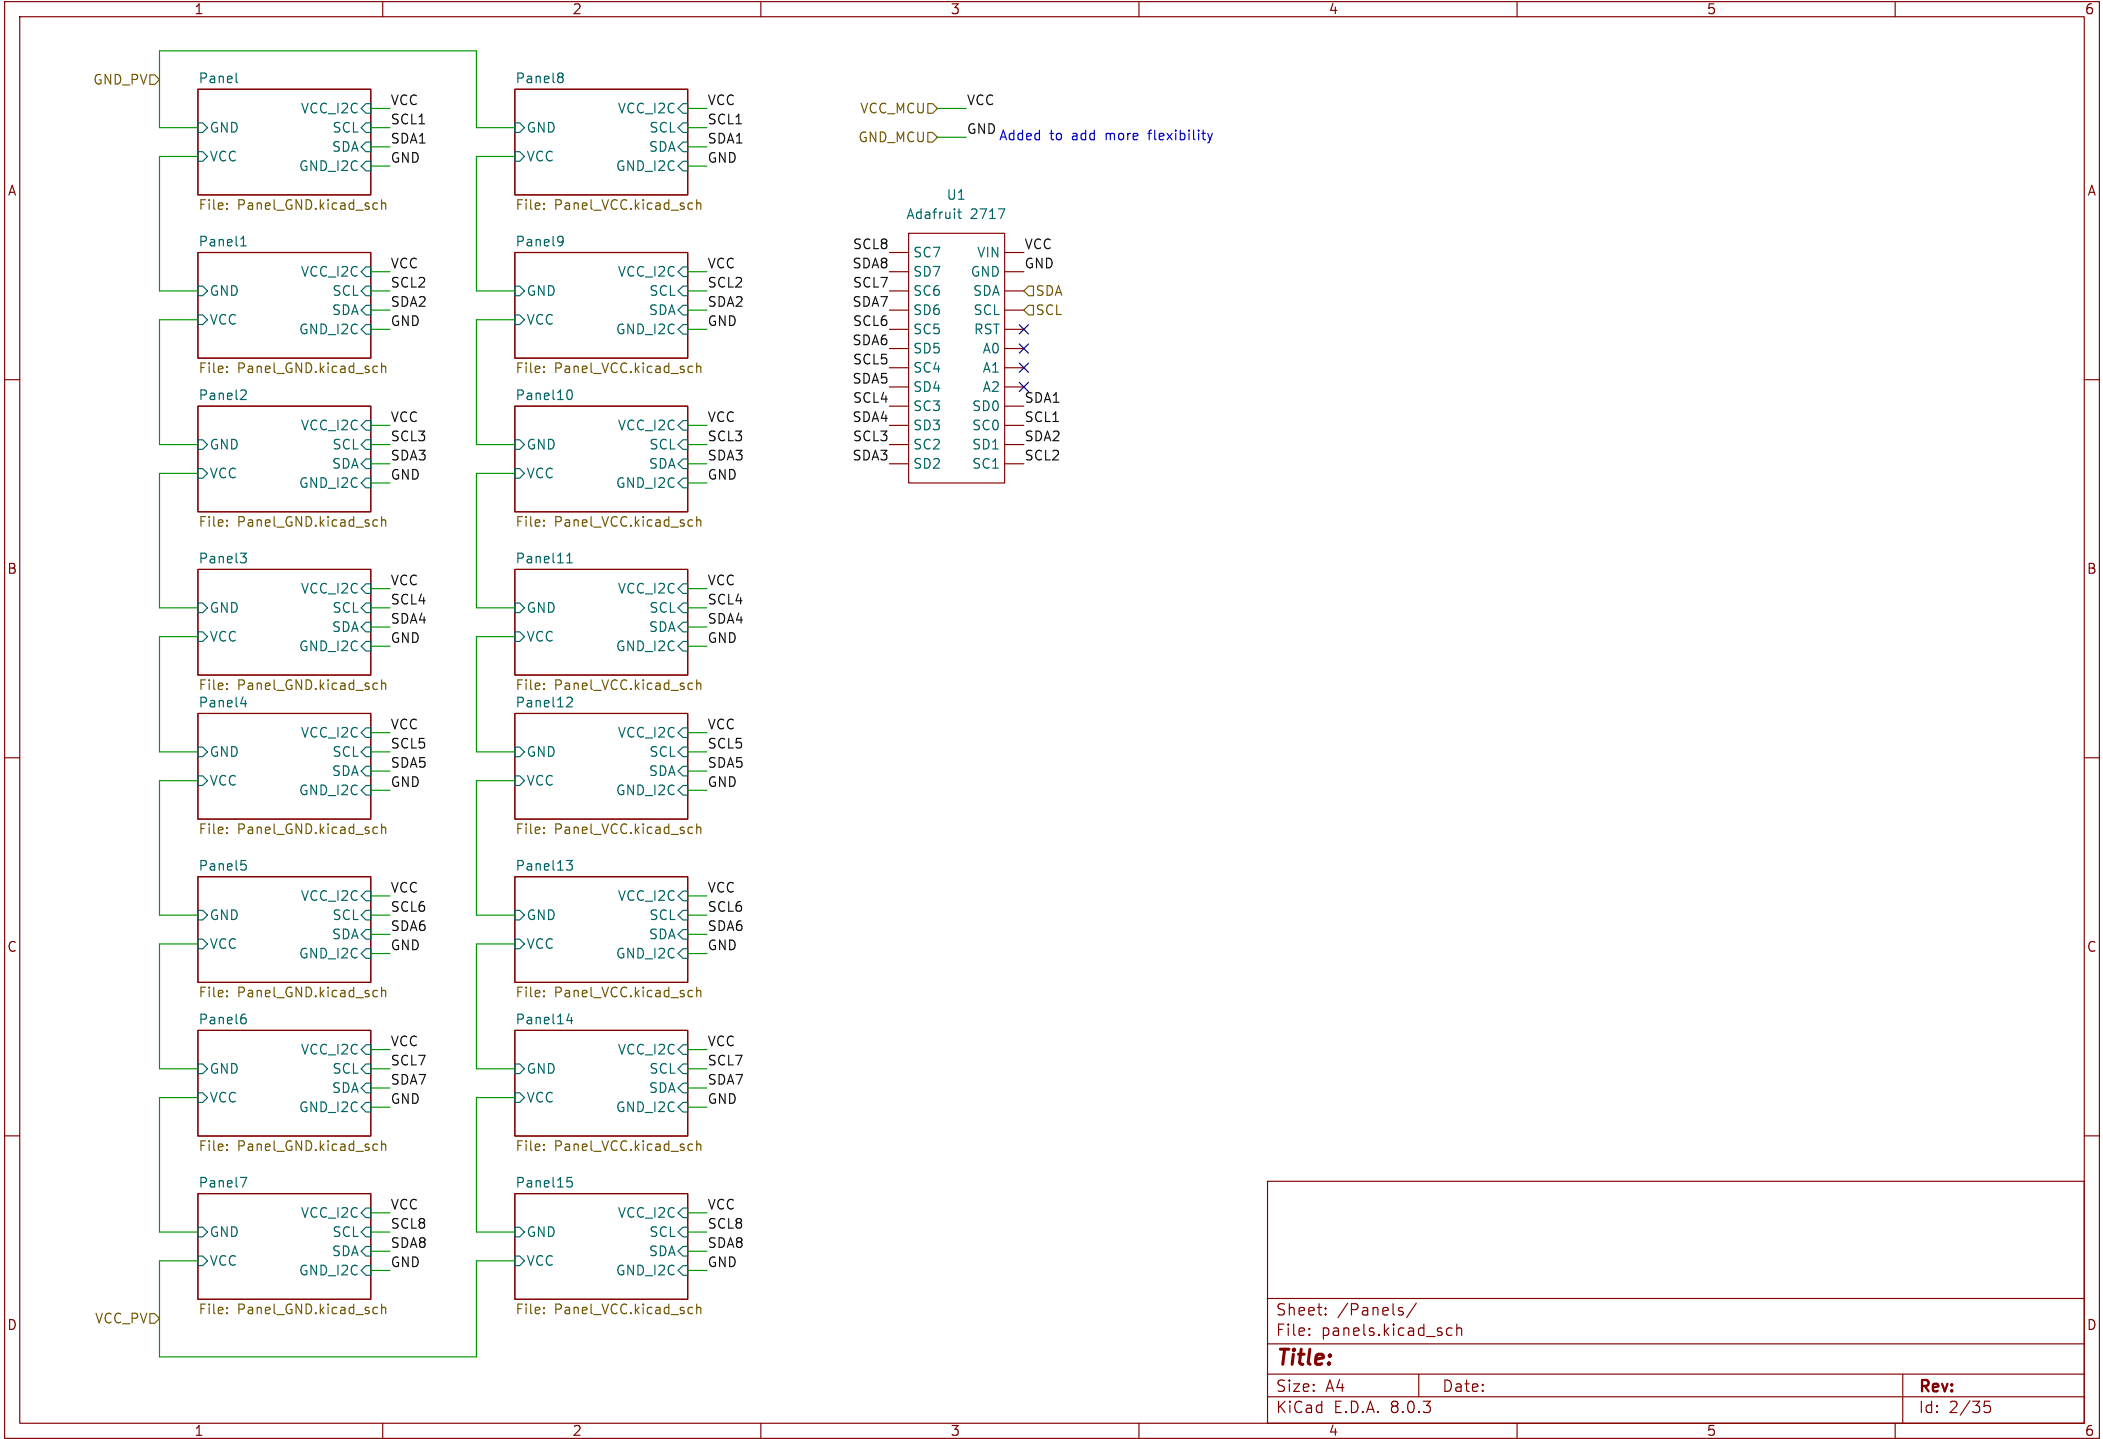 1 2 3 4 5 6
A
B
C
D
GND_PV
VCC_PV
Panel
GND
VCC
VCC_I2C
SCL
SDA
GND_I2C
VCC
SCL1
SDA1
GND
File: Panel_GND.kicad_sch
Panel1
GND
VCC
VCC_I2C
SCL
SDA
GND_I2C
VCC
SCL2
SDA2
GND
File: Panel_GND.kicad_sch
Panel2
GND
VCC
VCC_I2C
SCL
SDA
GND_I2C
VCC
SCL3
SDA3
GND
File: Panel_GND.kicad_sch
Panel3
GND
VCC
VCC_I2C
SCL
SDA
GND_I2C
VCC
SCL4
SDA4
GND
File: Panel_GND.kicad_sch
Panel4
GND
VCC
VCC_I2C
SCL
SDA
GND_I2C
VCC
SCL5
SDA5
GND
File: Panel_GND.kicad_sch
Panel5
GND
VCC
VCC_I2C
SCL
SDA
GND_I2C
VCC
SCL6
SDA6
GND
File: Panel_GND.kicad_sch
Panel6
GND
VCC
VCC_I2C
SCL
SDA
GND_I2C
VCC
SCL7
SDA7
GND
File: Panel_GND.kicad_sch
Panel7
GND
VCC
VCC_I2C
SCL
SDA
GND_I2C
VCC
SCL8
SDA8
GND
File: Panel_GND.kicad_sch
Panel8
GND
VCC
VCC_I2C
SCL
SDA
GND_I2C
VCC
SCL1
SDA1
GND
File: Panel_VCC.kicad_sch
Panel9
GND
VCC
VCC_I2C
SCL
SDA
GND_I2C
VCC
SCL2
SDA2
GND
File: Panel_VCC.kicad_sch
Panel10
GND
VCC
VCC_I2C
SCL
SDA
GND_I2C
VCC
SCL3
SDA3
GND
File: Panel_VCC.kicad_sch
Panel11
GND
VCC
VCC_I2C
SCL
SDA
GND_I2C
VCC
SCL4
SDA4
GND
File: Panel_VCC.kicad_sch
Panel12
GND
VCC
VCC_I2C
SCL
SDA
GND_I2C
VCC
SCL5
SDA5
GND
File: Panel_VCC.kicad_sch
Panel13
GND
VCC
VCC_I2C
SCL
SDA
GND_I2C
VCC
SCL6
SDA6
GND
File: Panel_VCC.kicad_sch
Panel14
GND
VCC
VCC_I2C
SCL
SDA
GND_I2C
VCC
SCL7
SDA7
GND
File: Panel_VCC.kicad_sch
Panel15
GND
VCC
VCC_I2C
SCL
SDA
GND_I2C
VCC
SCL8
SDA8
GND
File: Panel_VCC.kicad_sch
VCC_MCU VCC
GND_MCU GND Added to add more flexibility
U1
Adafruit 2717
SCL8 SC7 VIN VCC
SDA8 SD7 GND GND
SCL7 SC6 SDA SDA
SDA7 SD6 SCL SCL
SCL6 SC5 RST
SDA6 SD5 A0
SCL5 SC4 A1
SDA5 SD4 A2
SCL4 SC3 SD0 SDA1
SDA4 SD3 SC0 SCL1
SCL3 SC2 SD1 SDA2
SDA3 SD2 SC1 SCL2
A
B
C
D
Sheet: /Panels/
File: panels.kicad_sch
Title:
Size: A4 Date: Rev:
KiCad E.D.A. 8.0.3 Id: 2/35
1 2 3 4 5 6